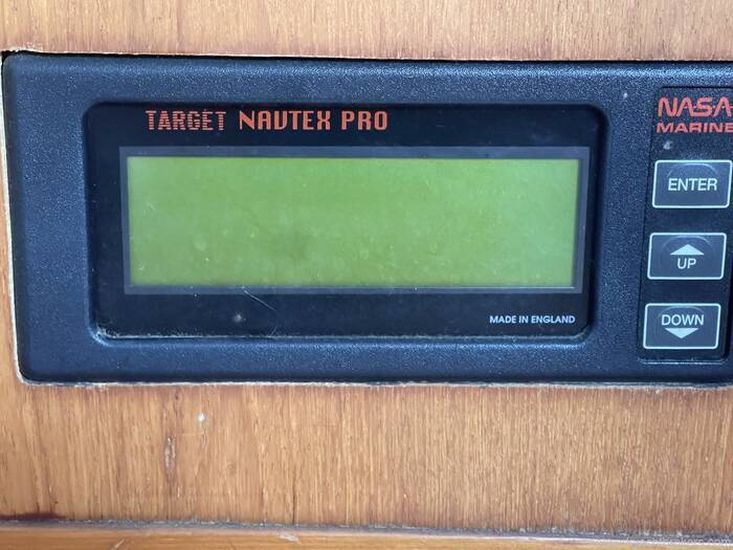 TARGET NAVTEX PRO
NASA
MARINE
ENTER
UP
DOWN
MADE IN ENGLAND